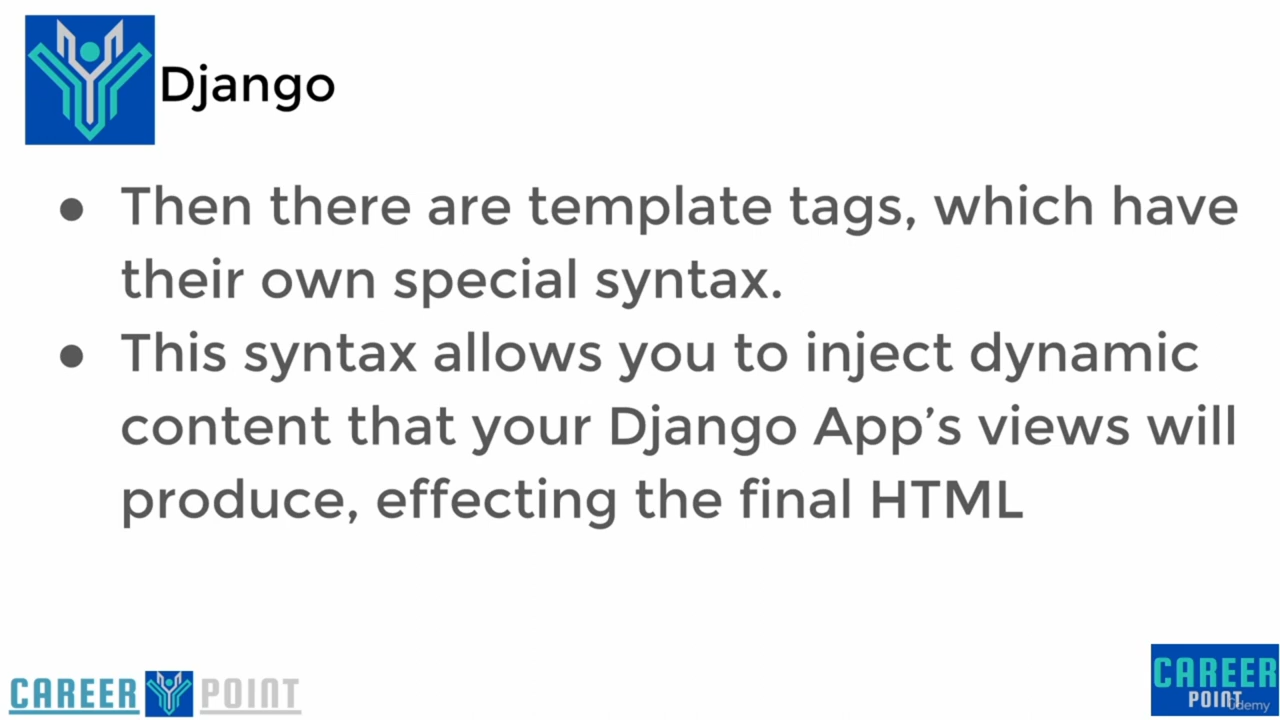 Django
● Then there are template tags, which have
their own special syntax.
● This syntax allows you to inject dynamic
content that your Django App’s views will
produce, effecting the final HTML
CAREER POINT
CAREER
POINT
ûdemy